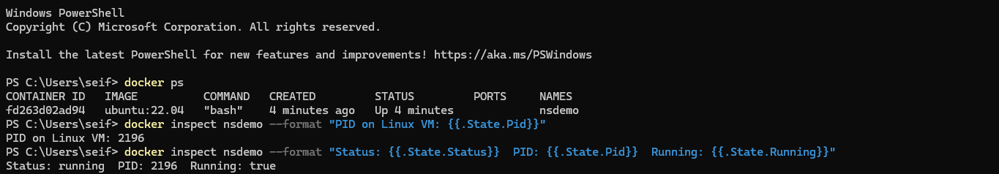 Windows PowerShell
Copyright (C) Microsoft Corporation. All rights reserved.
Install the latest PowerShell for new features and improvements! https://aka.ms/PSWindows
PS C:\Users\seif> docker ps
CONTAINER ID   IMAGE          COMMAND   CREATED         STATUS         PORTS     NAMES
fd263d02ad94   ubuntu:22.04   "bash"    4 minutes ago   Up 4 minutes             nsdemo
PS C:\Users\seif> docker inspect nsdemo --format "PID on Linux VM: {{.State.Pid}}"
PID on Linux VM: 2196
PS C:\Users\seif> docker inspect nsdemo --format "Status: {{.State.Status}}  PID: {{.State.Pid}}  Running: {{.State.Running}}"
Status: running  PID: 2196  Running: true